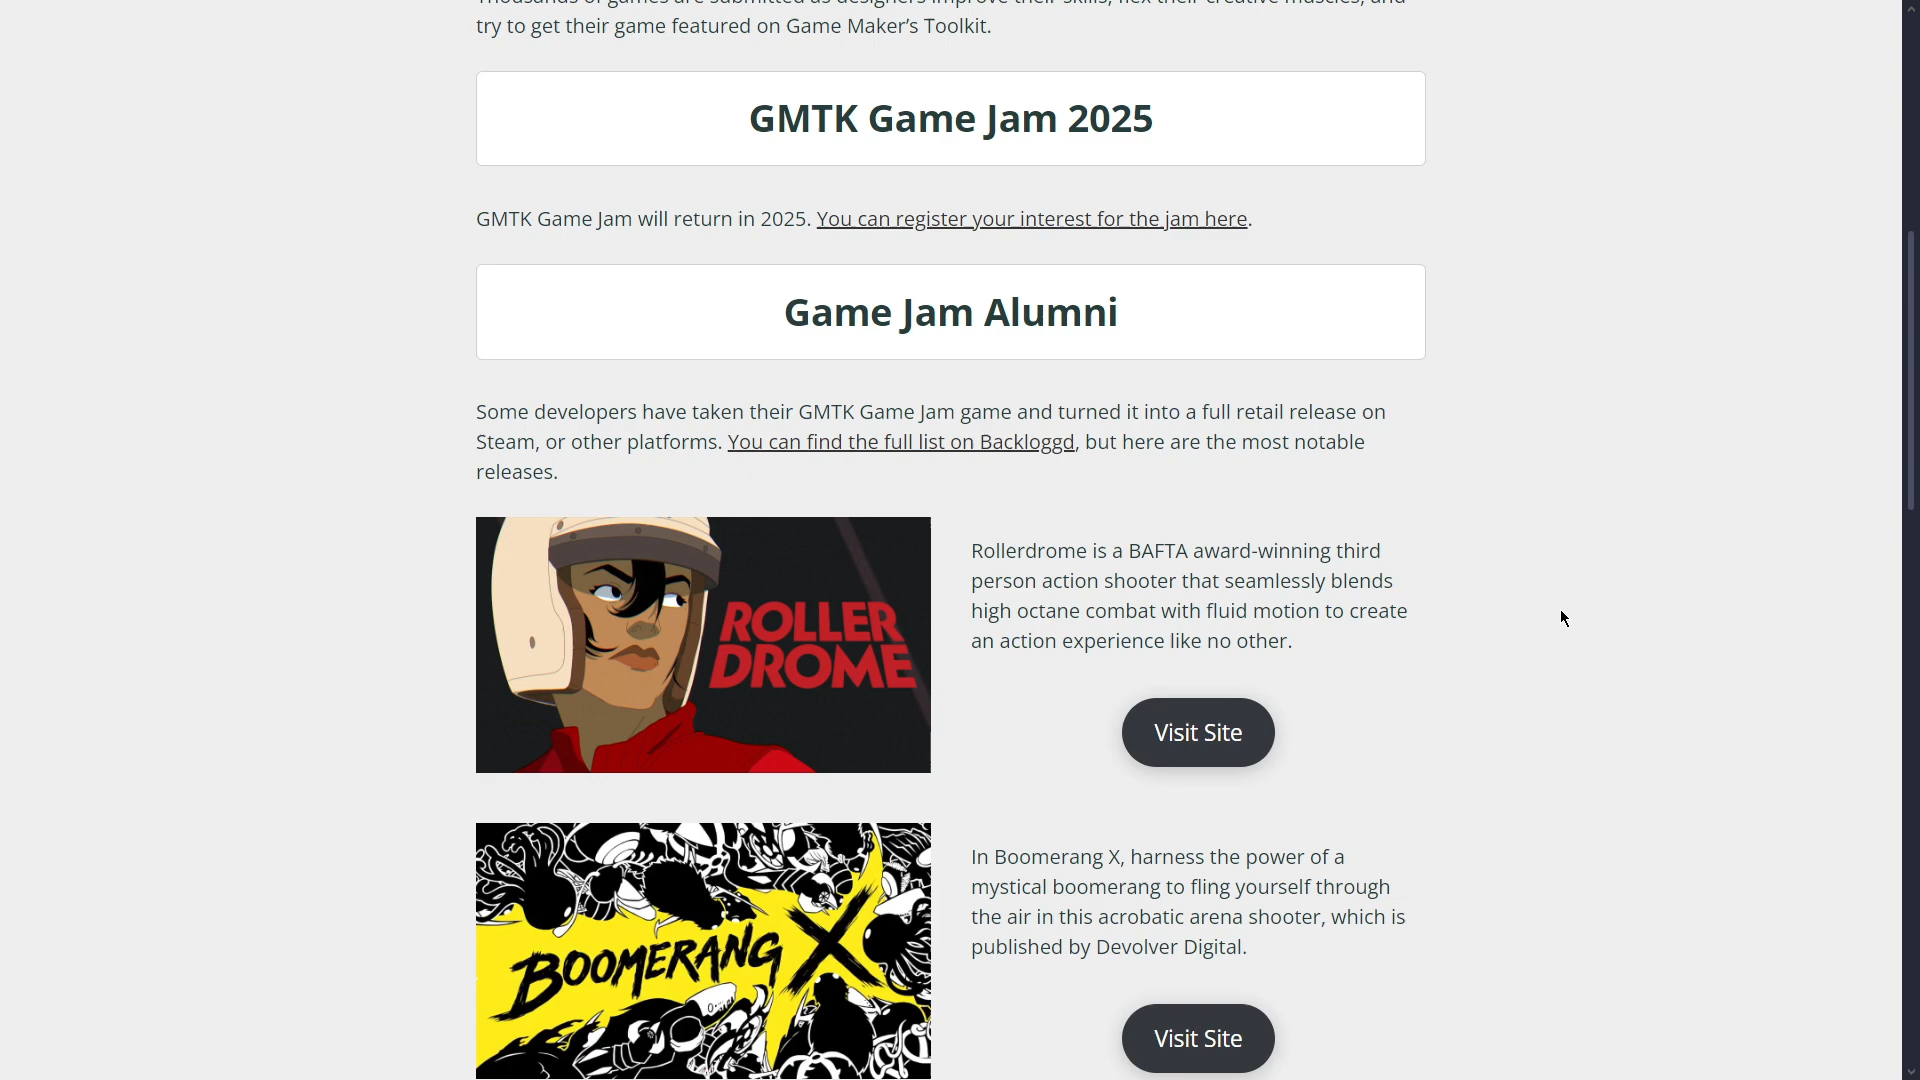 try to get their game featured on Game Maker’s Toolkit.
GMTK Game Jam 2025
GMTK Game Jam will return in 2025. You can register your interest for the jam here.
Game Jam Alumni
Some developers have taken their GMTK Game Jam game and turned it into a full retail release on
Steam, or other platforms. You can find the full list on Backloggd, but here are the most notable
releases.
ROLLER
DROME
Rollerdrome is a BAFTA award-winning third
person action shooter that seamlessly blends
high octane combat with fluid motion to create
an action experience like no other.
Visit Site
BOOMERANG X
In Boomerang X, harness the power of a
mystical boomerang to fling yourself through
the air in this acrobatic arena shooter, which is
published by Devolver Digital.
Visit Site